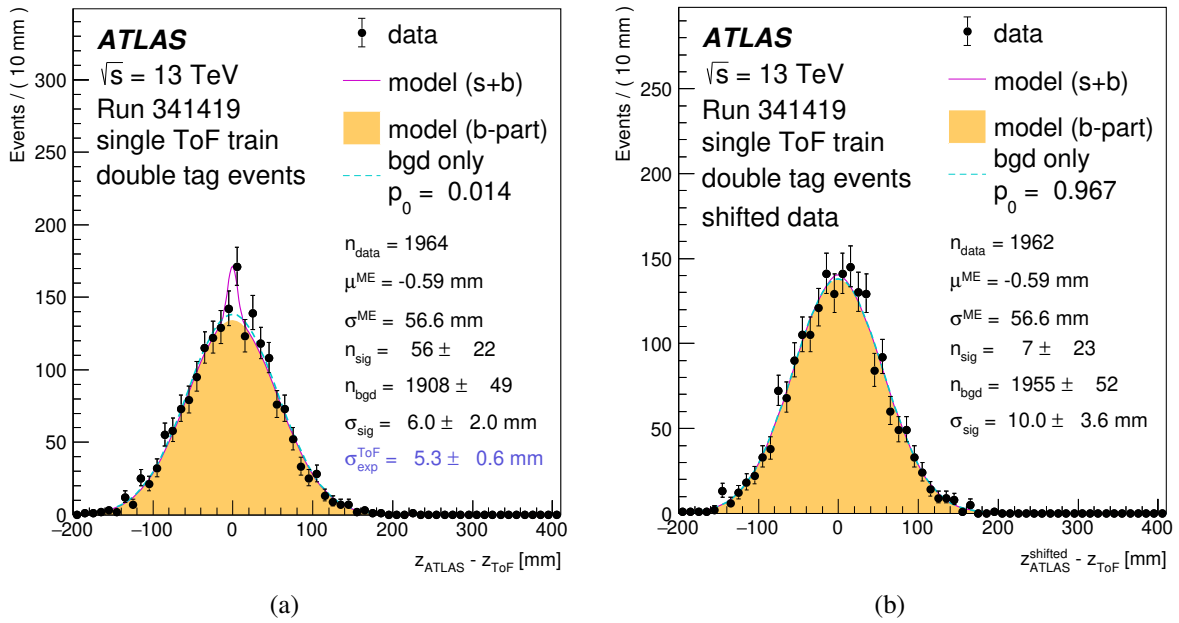 Events / ( 10 mm )
350
300
250
200
150
100
50
0
ATLAS
√s = 13 TeV
Run 341419
single ToF train
double tag events
data
model (s+b)
model (b-part)
bgd only
p₀ = 0.014
n_data = 1964
μ^ME = -0.59 mm
σ^ME = 56.6 mm
n_sig = 56 ± 22
n_bgd = 1908 ± 49
σ_sig = 6.0 ± 2.0 mm
σ^ToF_exp = 5.3 ± 0.6 mm
−200 −100 0 100 200 300 400
z_ATLAS - z_ToF [mm]
(a)
Events / ( 10 mm )
250
200
150
100
50
0
ATLAS
√s = 13 TeV
Run 341419
single ToF train
double tag events
shifted data
data
model (s+b)
model (b-part)
bgd only
p₀ = 0.967
n_data = 1962
μ^ME = -0.59 mm
σ^ME = 56.6 mm
n_sig = 7 ± 23
n_bgd = 1955 ± 52
σ_sig = 10.0 ± 3.6 mm
−200 −100 0 100 200 300 400
z^shifted_ATLAS - z_ToF [mm]
(b)